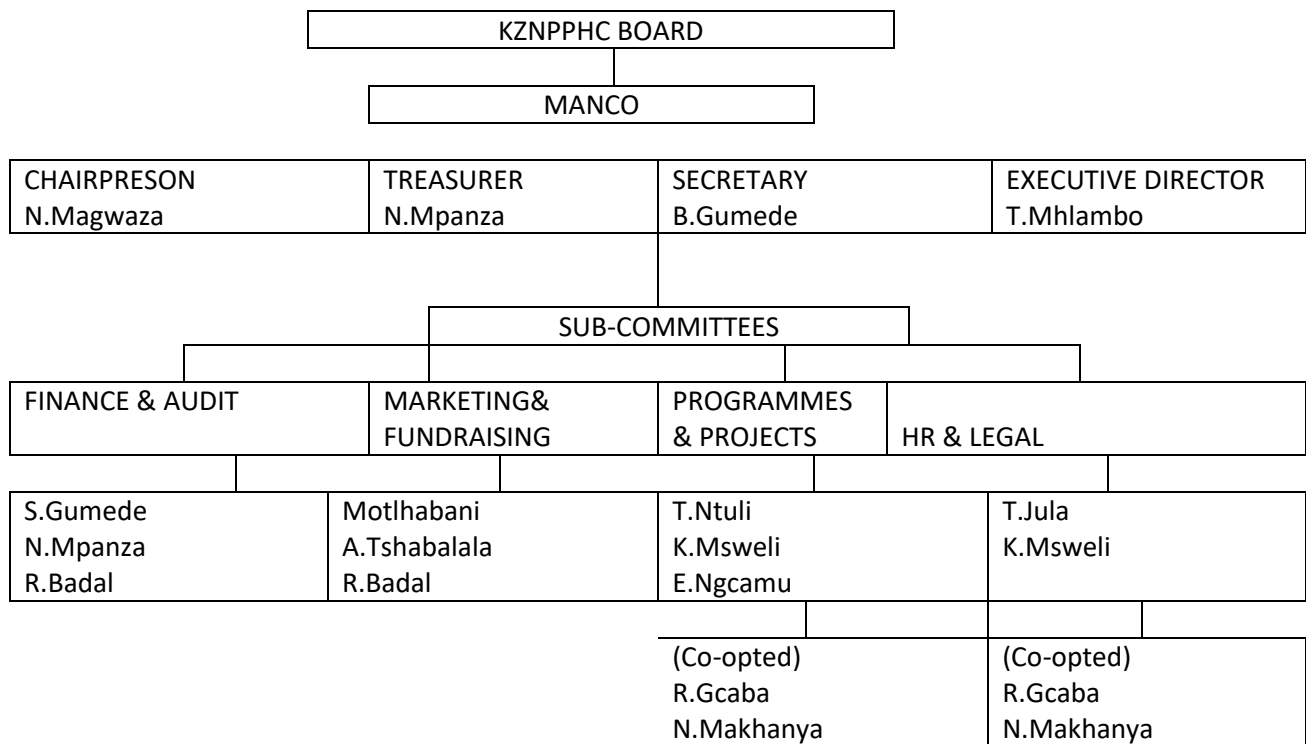 KZNPPHC BOARD
MANCO
CHAIRPRESON
N.Magwaza
TREASURER
N.Mpanza
SECRETARY
B.Gumede
EXECUTIVE DIRECTOR
T.Mhlambo
SUB-COMMITTEES
FINANCE & AUDIT
MARKETING&
FUNDRAISING
PROGRAMMES
& PROJECTS
HR & LEGAL
S.Gumede
N.Mpanza
R.Badal
Motlhabani
A.Tshabalala
R.Badal
T.Ntuli
K.Msweli
E.Ngcamu
T.Jula
K.Msweli
(Co-opted)
R.Gcaba
N.Makhanya
(Co-opted)
R.Gcaba
N.Makhanya